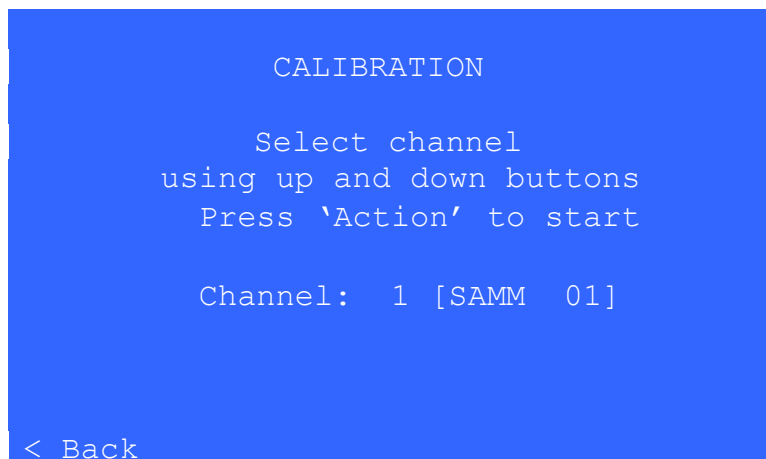 CALIBRATION
Select channel
using up and down buttons
Press ‘Action’ to start
Channel:  1 [SAMM  01]
< Back